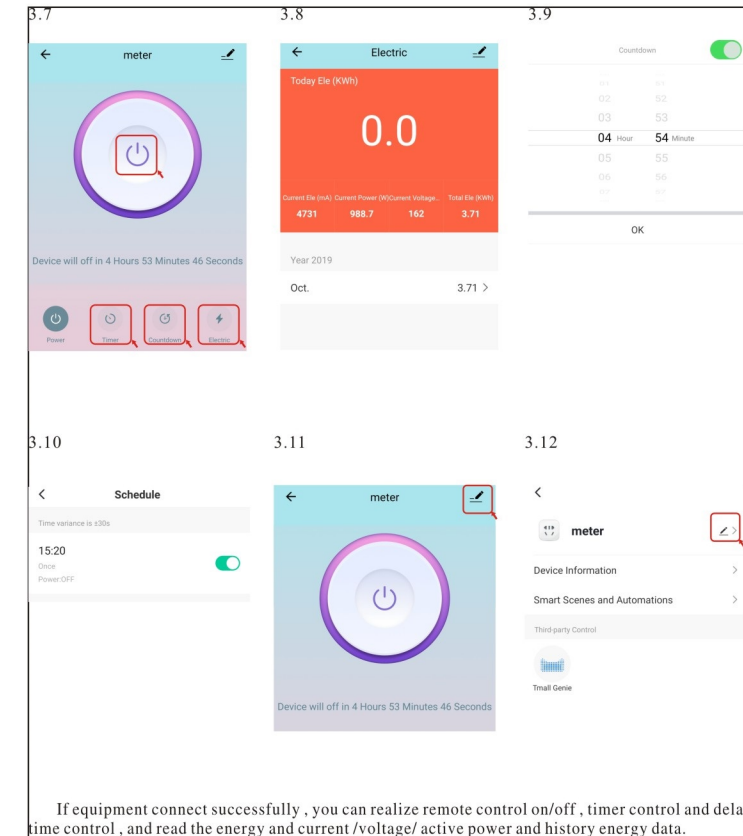 3.7
3.8
3.9
meter
Device will off in 4 Hours 53 Minutes 46 Seconds
Power
Timer
Countdown
Electric
Electric
Today Ele (KWh)
0.0
Current Ele (mA) Current Power (W)Current Voltage... Total Ele (KWh)
4731 988.7 162 3.71
Year 2019
Oct. 3.71 >
Countdown
02 52
03 53
04 Hour 54 Minute
05 55
06 56
OK
3.10
3.11
3.12
Schedule
Time variance is ±30s
15:20
Once
Power:OFF
meter
Device will off in 4 Hours 53 Minutes 46 Seconds
meter
Device Information
Smart Scenes and Automations
Third-party Control
Tmall Genie
If equipment connect successfully , you can realize remote control on/off , timer control and dela
time control , and read the energy and current /voltage/ active power and history energy data.